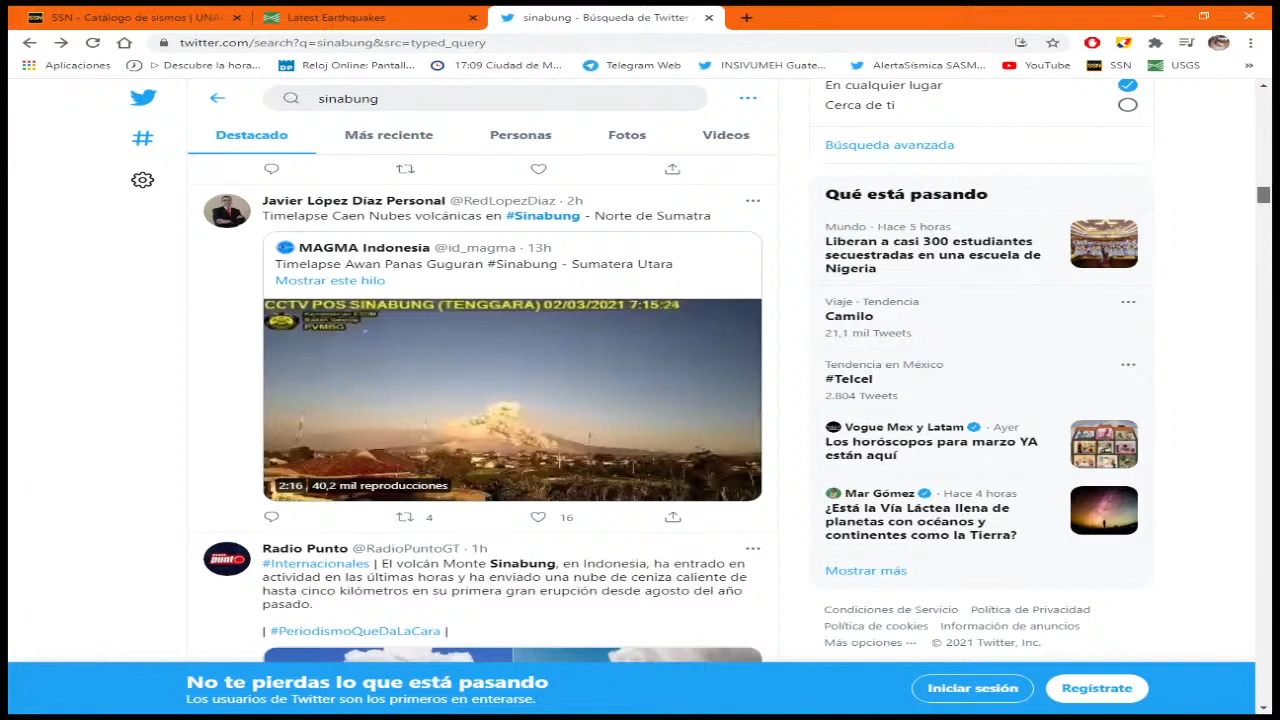 SSN - Catálogo de sismos | UNA
Latest Earthquakes
sinabung - Búsqueda de Twitter
twitter.com/search?q=sinabung&src=typed_query
Aplicaciones
▷ Descubre la hora...
Reloj Online: Pantall...
17:09 Ciudad de M...
Telegram Web
INSIVUMEH Guate...
AlertaSísmica SASM...
YouTube
SSN
USGS
»
sinabung
Destacado
Más reciente
Personas
Fotos
Videos
Javier López Díaz Personal @RedLopezDiaz · 2h
Timelapse Caen Nubes volcánicas en #Sinabung - Norte de Sumatra
MAGMA Indonesia @id_magma · 13h
Timelapse Awan Panas Guguran #Sinabung - Sumatera Utara
Mostrar este hilo
CCTV POS SINABUNG (TENGGARA) 02/03/2021 7:15:24
PVMBG
2:16
40,2 mil reproducciones
4
16
Radio Punto @RadioPuntoGT · 1h
#Internacionales | El volcán Monte Sinabung, en Indonesia, ha entrado en
actividad en las últimas horas y ha enviado una nube de ceniza caliente de
hasta cinco kilómetros en su primera gran erupción desde agosto del año
pasado.
| #PeriodismoQueDaLaCara |
En cualquier lugar
Cerca de ti
Búsqueda avanzada
Qué está pasando
Mundo · Hace 5 horas
Liberan a casi 300 estudiantes
secuestradas en una escuela de
Nigeria
Viaje · Tendencia
Camilo
21,1 mil Tweets
Tendencia en México
#Telcel
2.804 Tweets
Vogue Mex y Latam · Ayer
Los horóscopos para marzo YA
están aquí
Mar Gómez · Hace 4 horas
¿Está la Vía Láctea llena de
planetas con océanos y
continentes como la Tierra?
Mostrar más
Condiciones de Servicio Política de Privacidad
Política de cookies Información de anuncios
Más opciones ··· © 2021 Twitter, Inc.
No te pierdas lo que está pasando
Los usuarios de Twitter son los primeros en enterarse.
Iniciar sesión
Regístrate